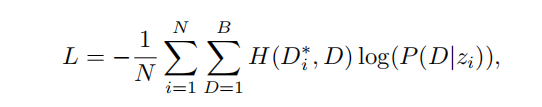 L = -\frac{1}{N} \sum_{i=1}^{N} \sum_{D=1}^{B} H(D_i^*, D) \log(P(D|z_i)),